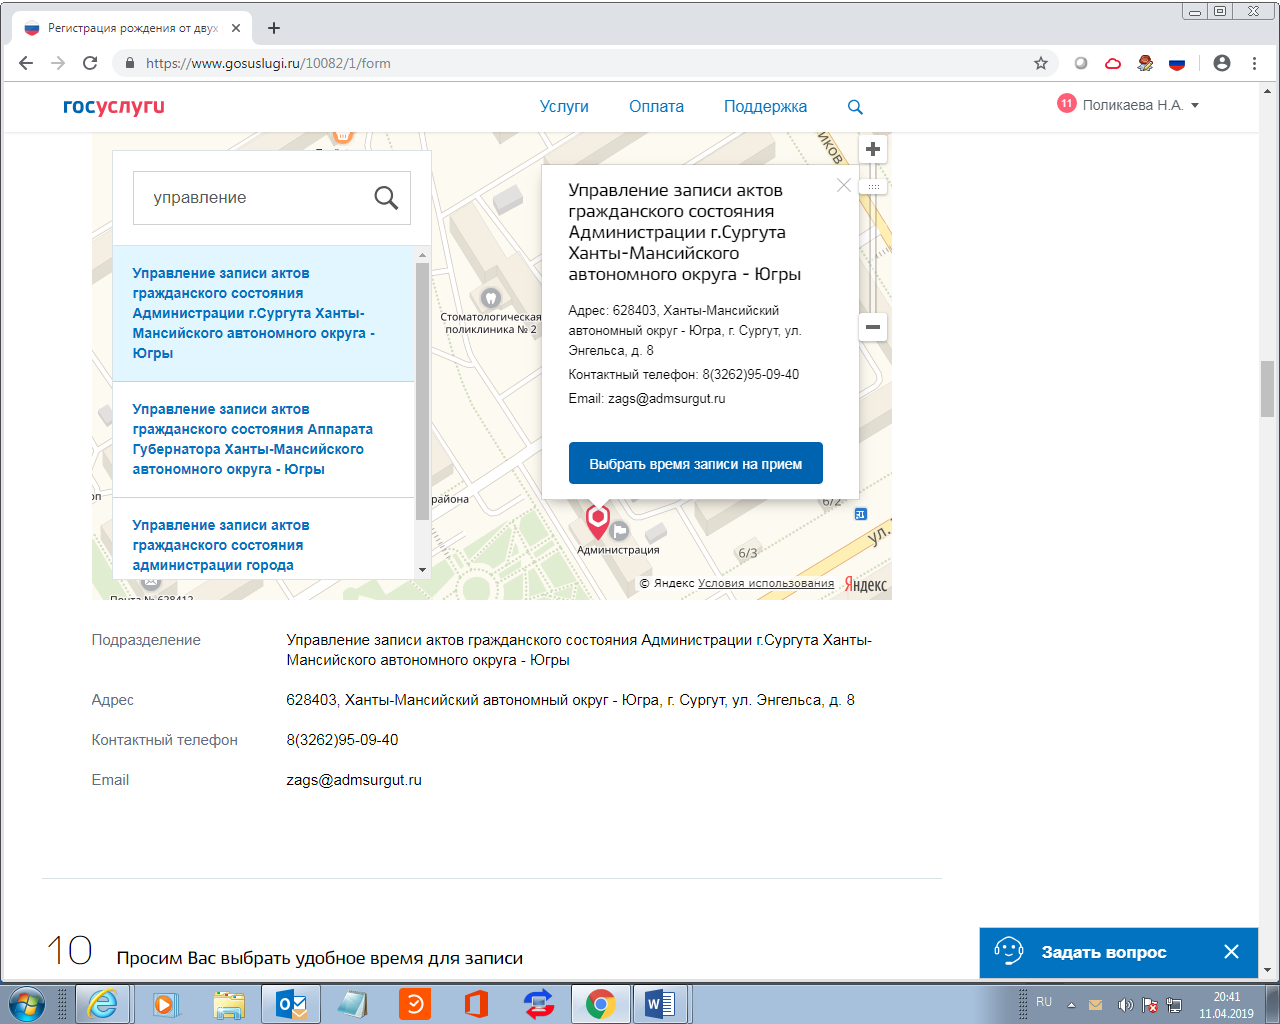 Регистрация рождения от двух
https://www.gosuslugi.ru/10082/1/form
госуслуги
Услуги
Оплата
Поддержка
11
Поликаева Н.А.
управление
Управление записи актов
гражданского состояния
Администрации г.Сургута Ханты-
Мансийского автономного округа -
Югры
Управление записи актов
гражданского состояния Аппарата
Губернатора Ханты-Мансийского
автономного округа - Югры
Управление записи актов
гражданского состояния
администрации города
Стоматологическая
поликлиника № 2
района
Почта № 628412
Управление записи актов
гражданского состояния
Администрации г.Сургута
Ханты-Мансийского
автономного округа - Югры
Адрес: 628403, Ханты-Мансийский
автономный округ - Югра, г. Сургут, ул.
Энгельса, д. 8
Контактный телефон: 8(3262)95-09-40
Email: zags@admsurgut.ru
Выбрать время записи на прием
6/2
ул.
Администрация
6/3
© Яндекс Условия использования
Яндекс
Подразделение
Управление записи актов гражданского состояния Администрации г.Сургута Ханты-
Мансийского автономного округа - Югры
Адрес
628403, Ханты-Мансийский автономный округ - Югра, г. Сургут, ул. Энгельса, д. 8
Контактный телефон
8(3262)95-09-40
Email
zags@admsurgut.ru
10
Просим Вас выбрать удобное время для записи
Задать вопрос
RU
20:41
11.04.2019